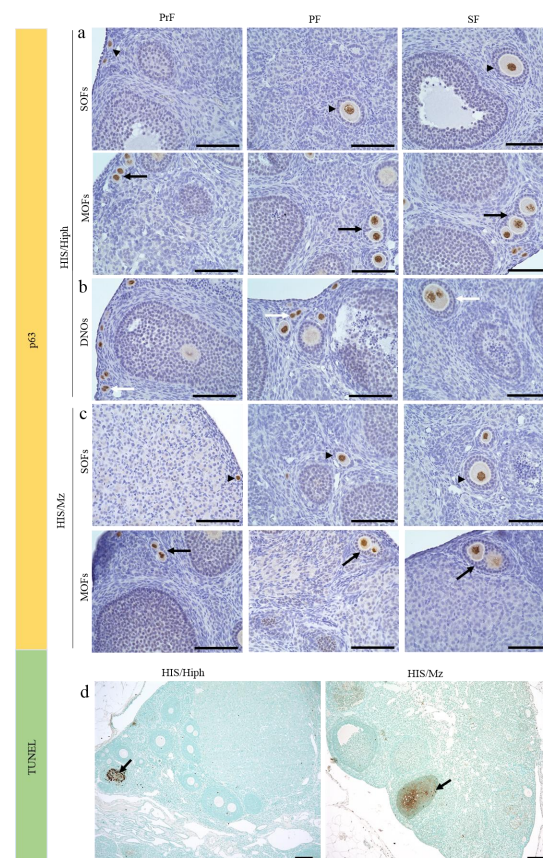 PrF PF SF
a
SOFs
MOFs
HIS/Hiph
b
DNOs
p63
c
SOFs
HIS/Mz
MOFs
HIS/Hiph HIS/Mz
d
TUNEL